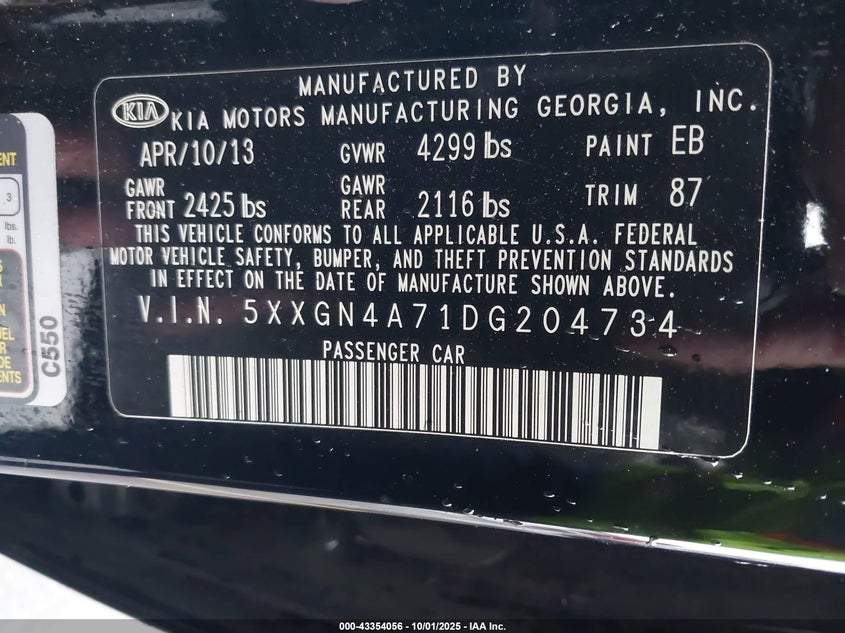 MANUFACTURED BY
KIA KIA MOTORS MANUFACTURING GEORGIA, INC.
APR/10/13 GVWR 4299 lbs PAINT EB
GAWR FRONT 2425 lbs GAWR REAR 2116 lbs TRIM 87
THIS VEHICLE CONFORMS TO ALL APPLICABLE U.S.A. FEDERAL
MOTOR VEHICLE SAFETY, BUMPER, AND THEFT PREVENTION STANDARDS
IN EFFECT ON THE DATE OF MANUFACTURE SHOWN ABOVE.
V.I.N. 5XXGN4A71DG204734
PASSENGER CAR
3
lbs.
lb.
C550
000-43354056 - 10/01/2025 - IAA Inc.